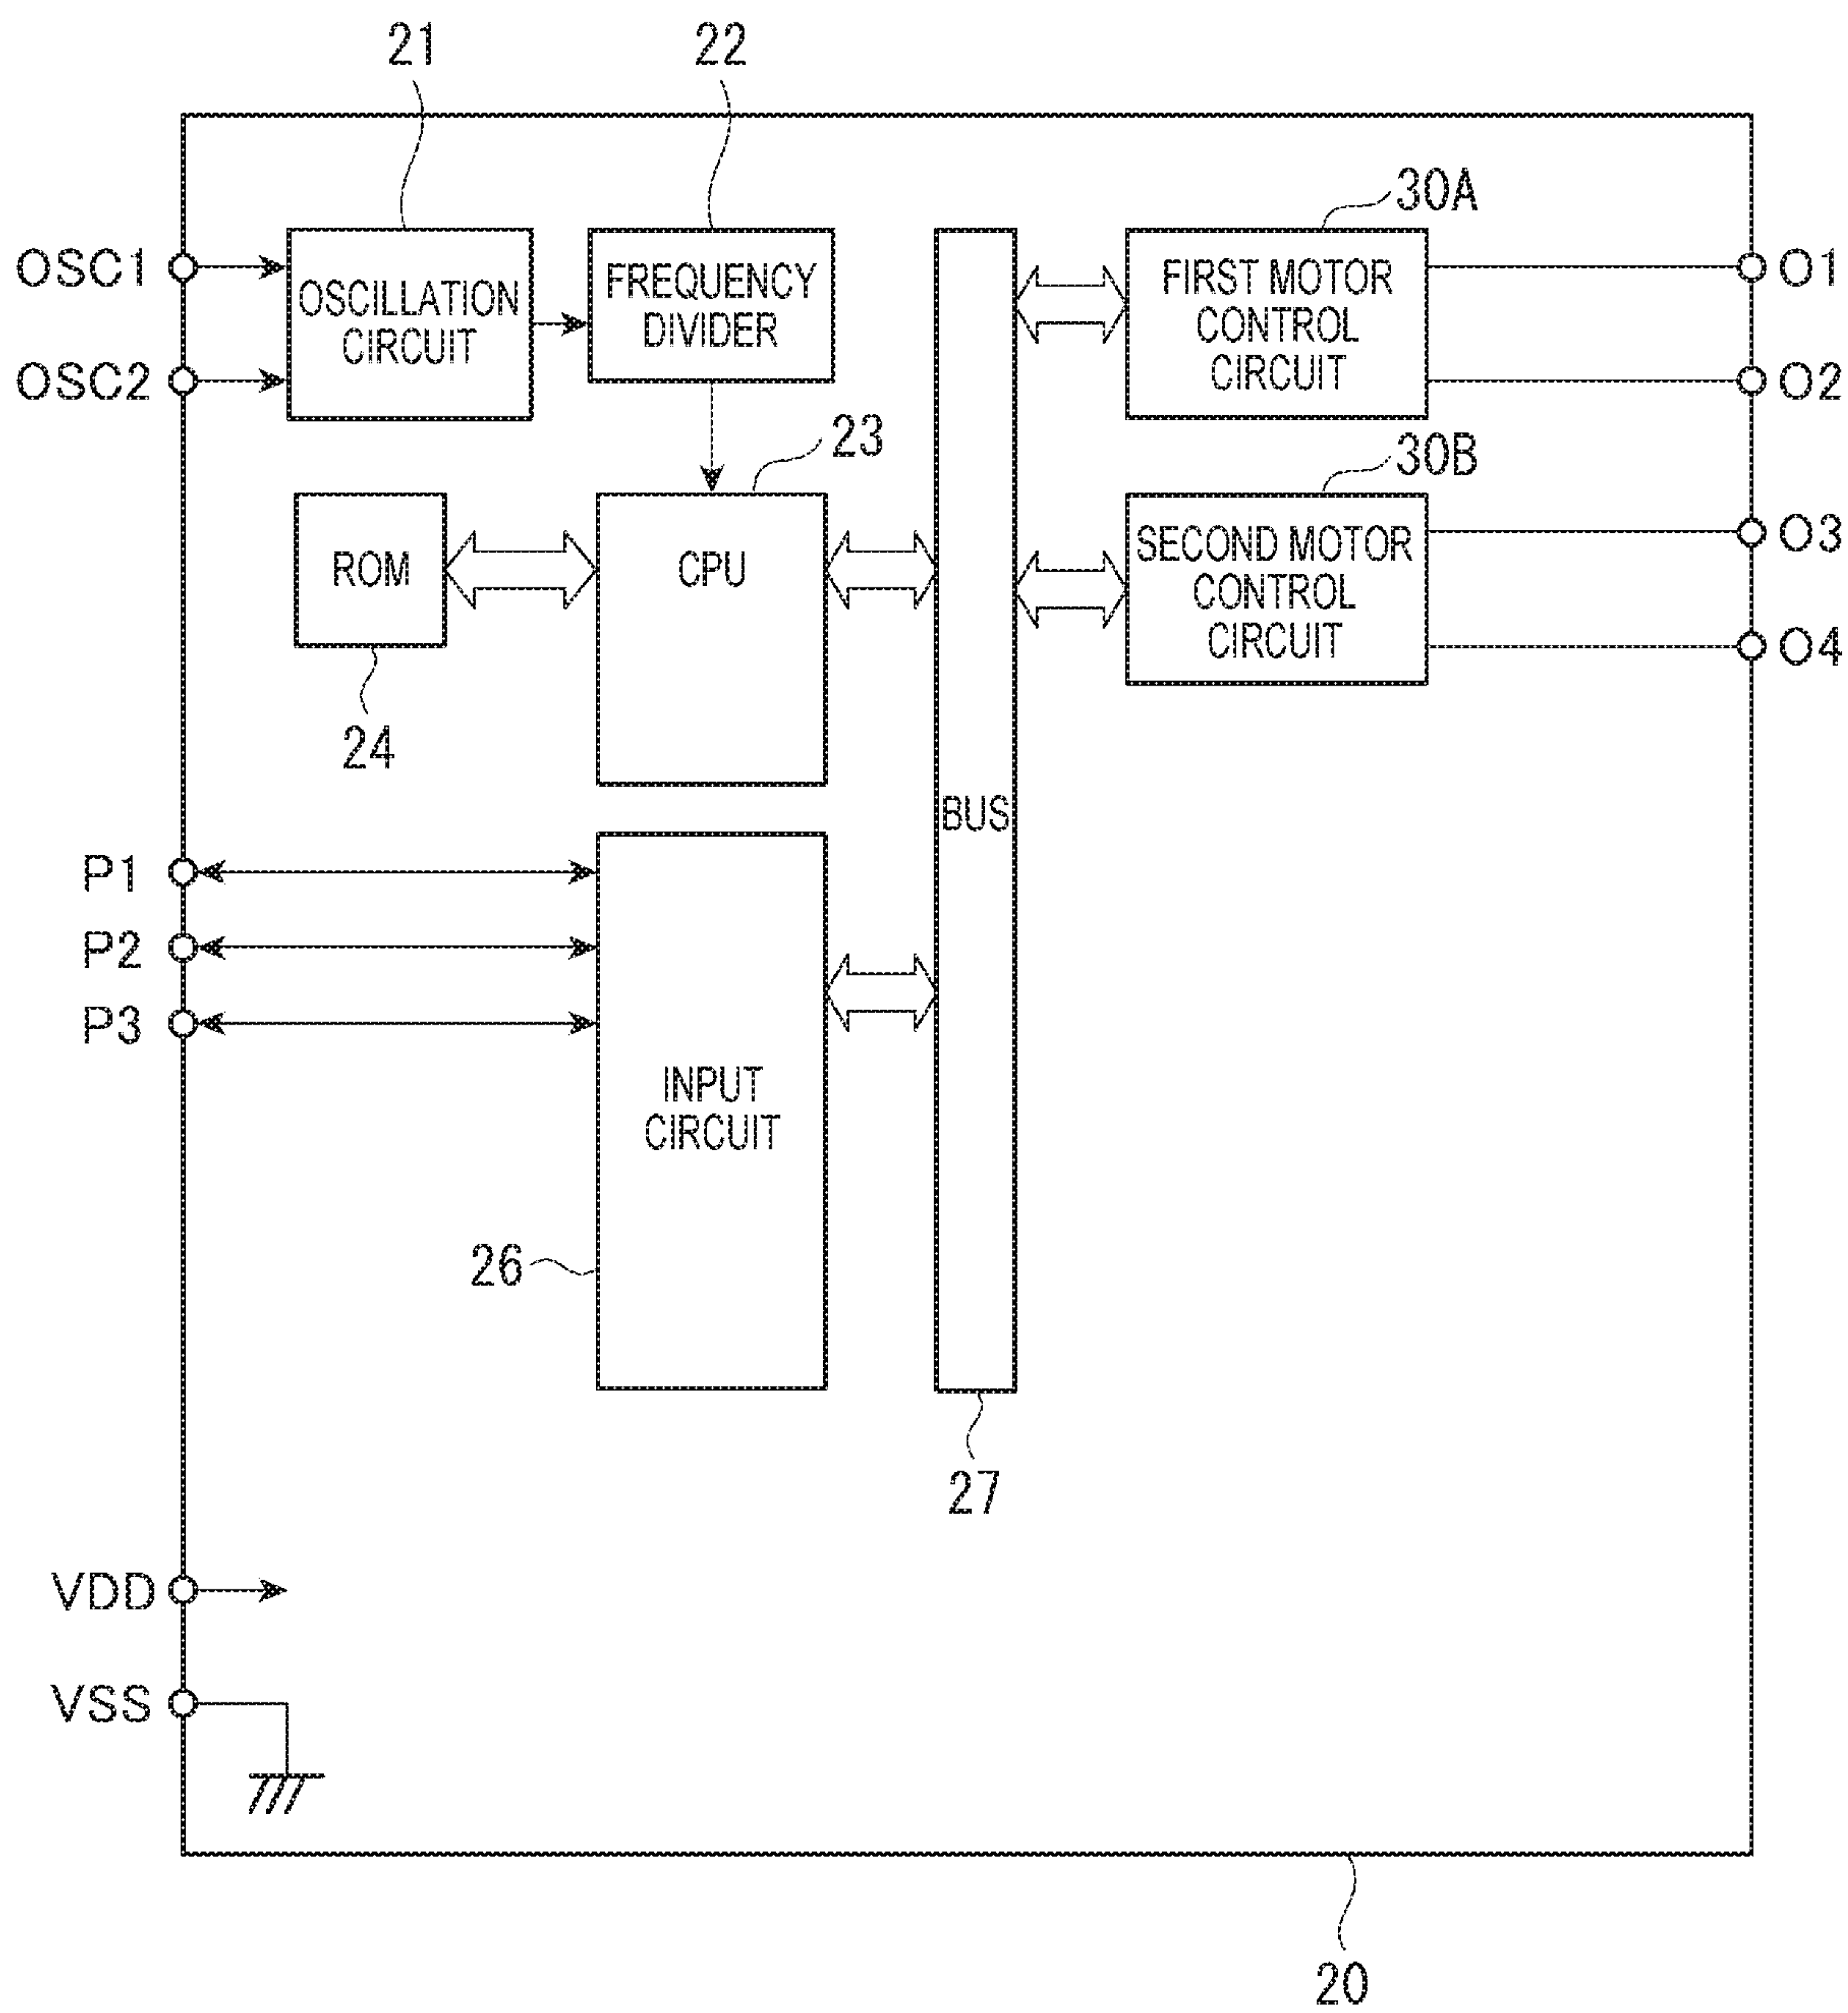 21
22
30A
OSC1
OSCILLATION
CIRCUIT
FREQUENCY
DIVIDER
FIRST MOTOR
CONTROL
CIRCUIT
O1
OSC2
O2
23
30B
ROM
CPU
SECOND MOTOR
CONTROL
CIRCUIT
O3
O4
24
BUS
P1
P2
P3
INPUT
CIRCUIT
26
27
VDD
VSS
20